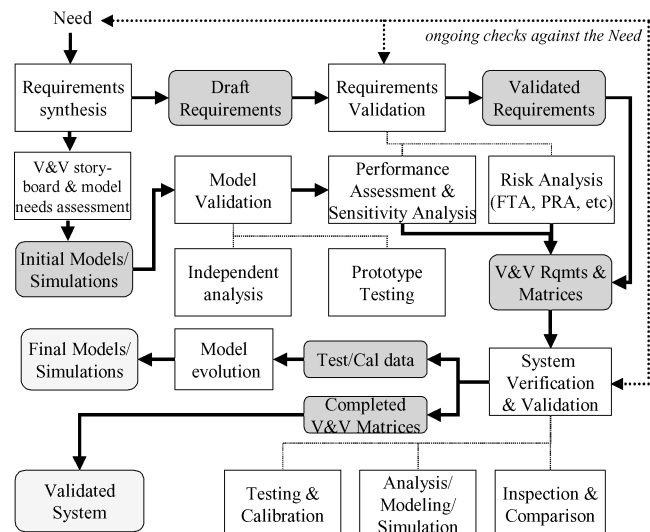 Need
ongoing checks against the Need
Requirements
synthesis
Draft
Requirements
Requirements
Validation
Validated
Requirements
V&V story-
board & model
needs assessment
Model
Validation
Performance
Assessment &
Sensitivity Analysis
Risk Analysis
(FTA, PRA, etc)
Initial Models/
Simulations
Independent
analysis
Prototype
Testing
V&V Rqmts &
Matrices
Final Models/
Simulations
Model
evolution
Test/Cal data
System
Verification
& Validation
Completed
V&V Matrices
Validated
System
Testing &
Calibration
Analysis/
Modeling/
Simulation
Inspection &
Comparison